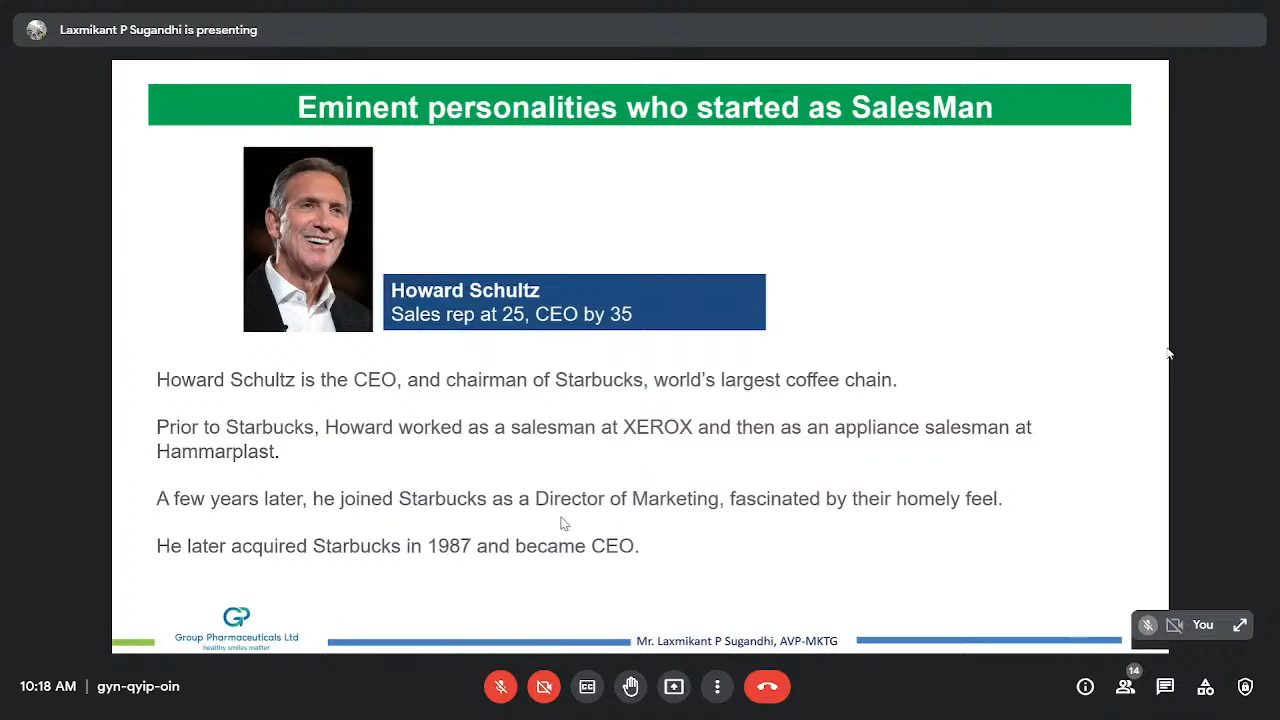 Laxmikant P Sugandhi is presenting
Eminent personalities who started as SalesMan
Howard Schultz
Sales rep at 25, CEO by 35
Howard Schultz is the CEO, and chairman of Starbucks, world’s largest coffee chain.
Prior to Starbucks, Howard worked as a salesman at XEROX and then as an appliance salesman at
Hammarplast.
A few years later, he joined Starbucks as a Director of Marketing, fascinated by their homely feel.
He later acquired Starbucks in 1987 and became CEO.
GP
Group Pharmaceuticals Ltd
healthy smiles matter
Mr. Laxmikant P Sugandhi, AVP-MKTG
You
10:18 AM | gyn-qyip-oin
14